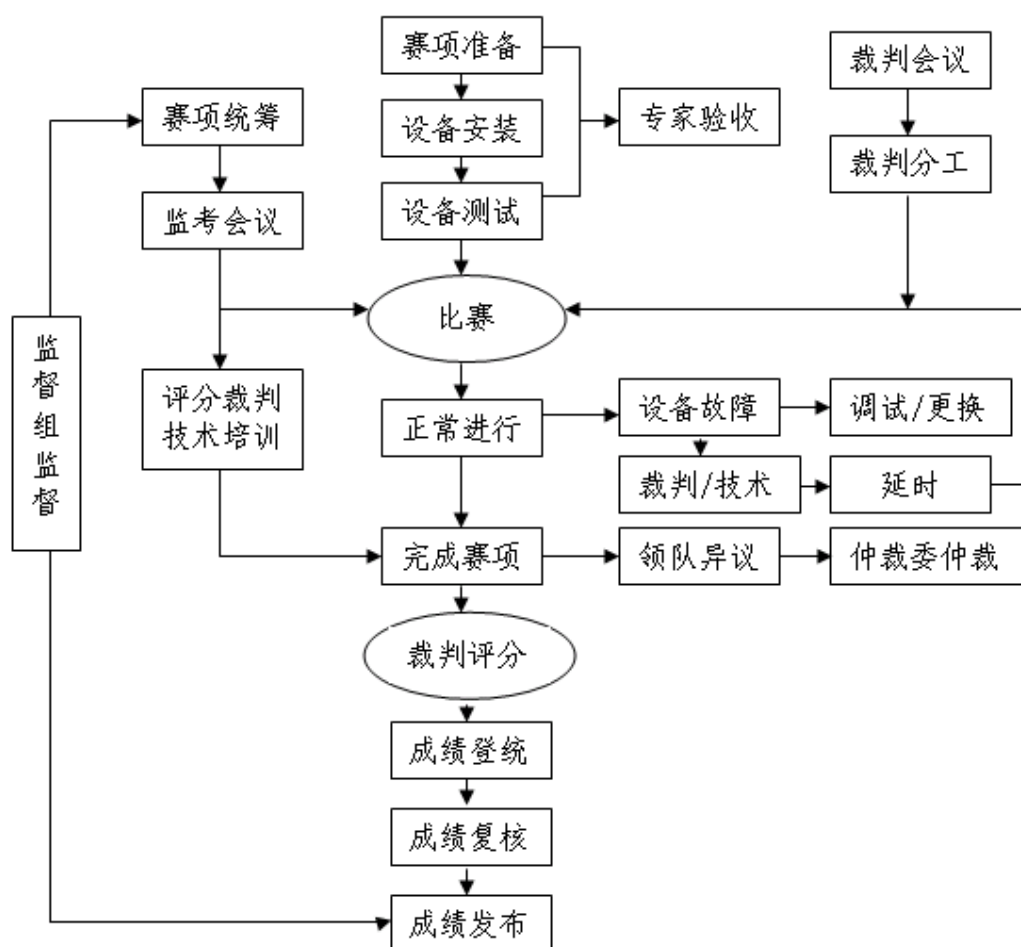 赛项准备
裁判会议
赛项统筹
设备安装
专家验收
裁判分工
监考会议
设备测试
比赛
监督组监督
评分裁判
技术培训
正常进行
设备故障
调试/更换
裁判/技术
延时
完成赛项
领队异议
仲裁委仲裁
裁判评分
成绩登统
成绩复核
成绩发布